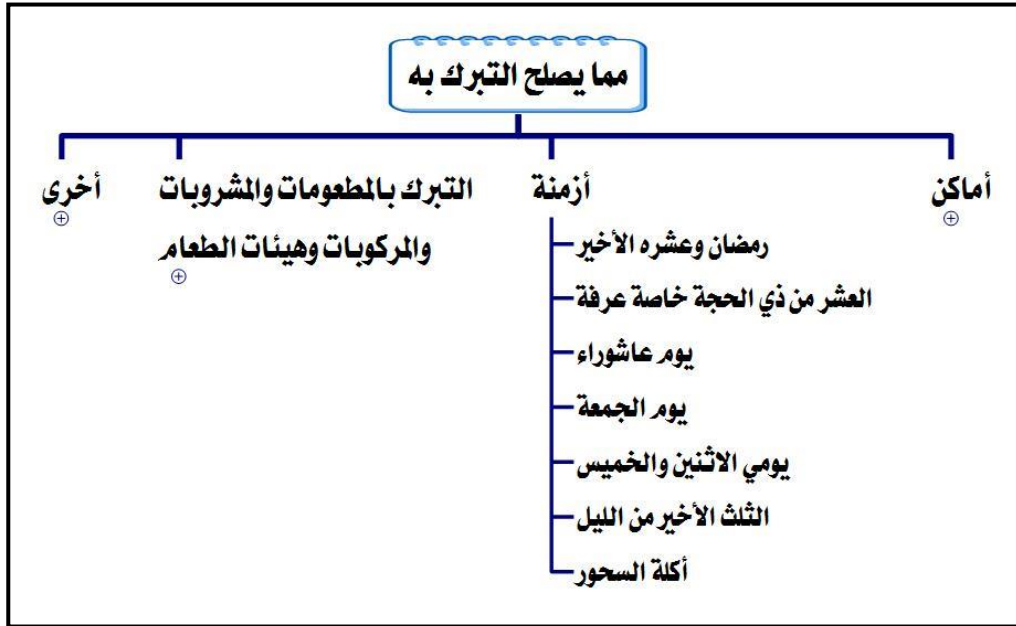 مما يصلح التبرك به
أماكن
أزمنة
رمضان وعشره الأخير
العشر من ذي الحجة خاصة عرفة
يوم عاشوراء
يوم الجمعة
يومي الاثنين والخميس
الثلث الأخير من الليل
أكلة السحور
التبرك بالمطعومات والمشروبات
والمركوبات وهيئات الطعام
أخرى